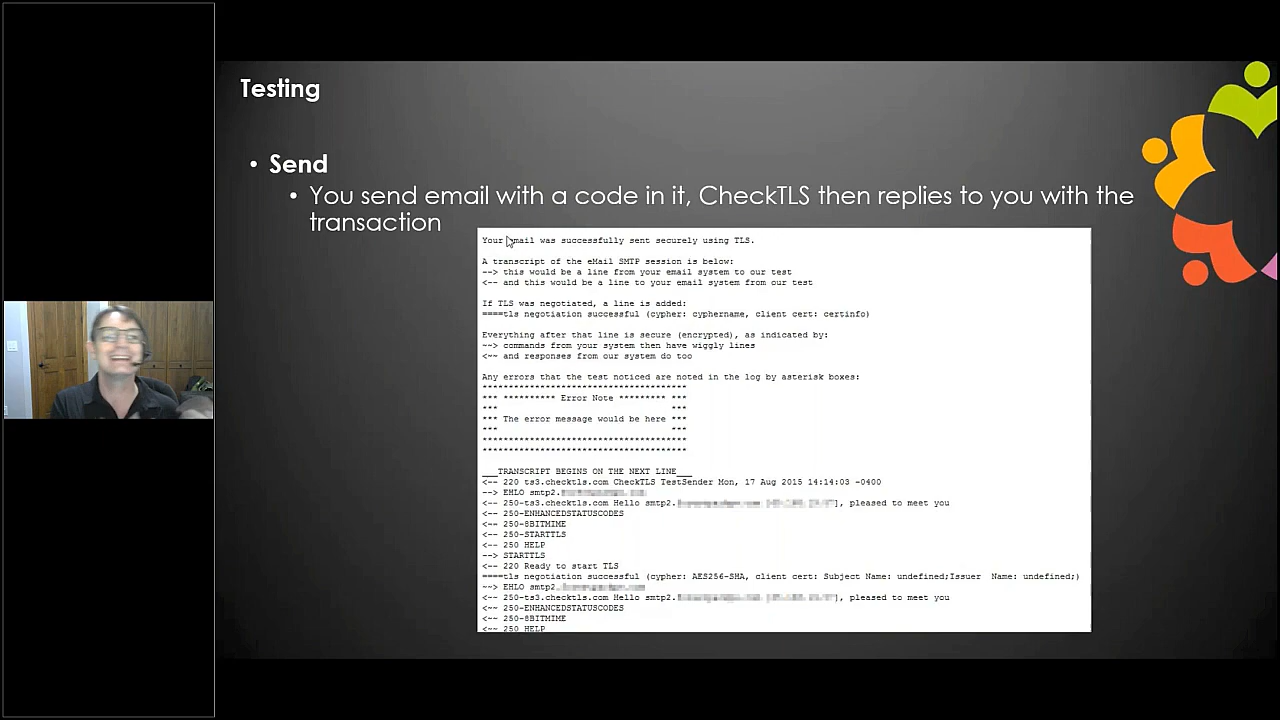 Testing
• Send
• You send email with a code in it, CheckTLS then replies to you with the
transaction
Your email was successfully sent securely using TLS.
A transcript of the eMail SMTP session is below:
--> this would be a line from your email system to our test
<-- and this would be a line to your email system from our test
If TLS was negotiated, a line is added:
====tls negotiation successful (cypher: cyphername, client cert: certinfo)
Everything after that line is secure (encrypted), as indicated by:
~~> commands from your system then have wiggly lines
<~~ and responses from our system do too
Any errors that the test noticed are noted in the log by asterisk boxes:
***************************************
*** ********** Error Note ********* ***
*** ***
*** The error message would be here ***
*** ***
***************************************
***************************************
___TRANSCRIPT BEGINS ON THE NEXT LINE___
<-- 220 ts3.checktls.com CheckTLS TestSender Mon, 17 Aug 2015 14:14:03 -0400
--> EHLO smtp2.
<-- 250-ts3.checktls.com Hello smtp2. ], pleased to meet you
<-- 250-ENHANCEDSTATUSCODES
<-- 250-8BITMIME
<-- 250-STARTTLS
<-- 250 HELP
--> STARTTLS
<-- 220 Ready to start TLS
====tls negotiation successful (cypher: AES256-SHA, client cert: Subject Name: undefined;Issuer  Name: undefined;)
~~> EHLO smtp2.
<~~ 250-ts3.checktls.com Hello smtp2. ], pleased to meet you
<~~ 250-ENHANCEDSTATUSCODES
<~~ 250-8BITMIME
<~~ 250 HELP